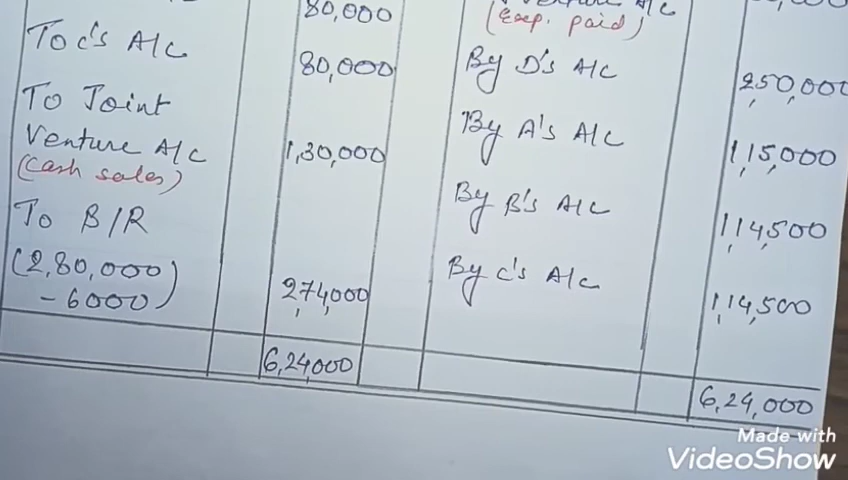 80,000
(exp. paid)
To C's A/C 80,000 By D's A/C 2,50,000
To Joint
Venture A/C 1,30,000 By A's A/C 1,15,000
(Cash sales)
To B/R By B's A/C 1,14,500
(2,80,000
- 6000) 2,74,000 By C's A/C 1,14,500
6,24,000 6,24,000
Made with
VideoShow